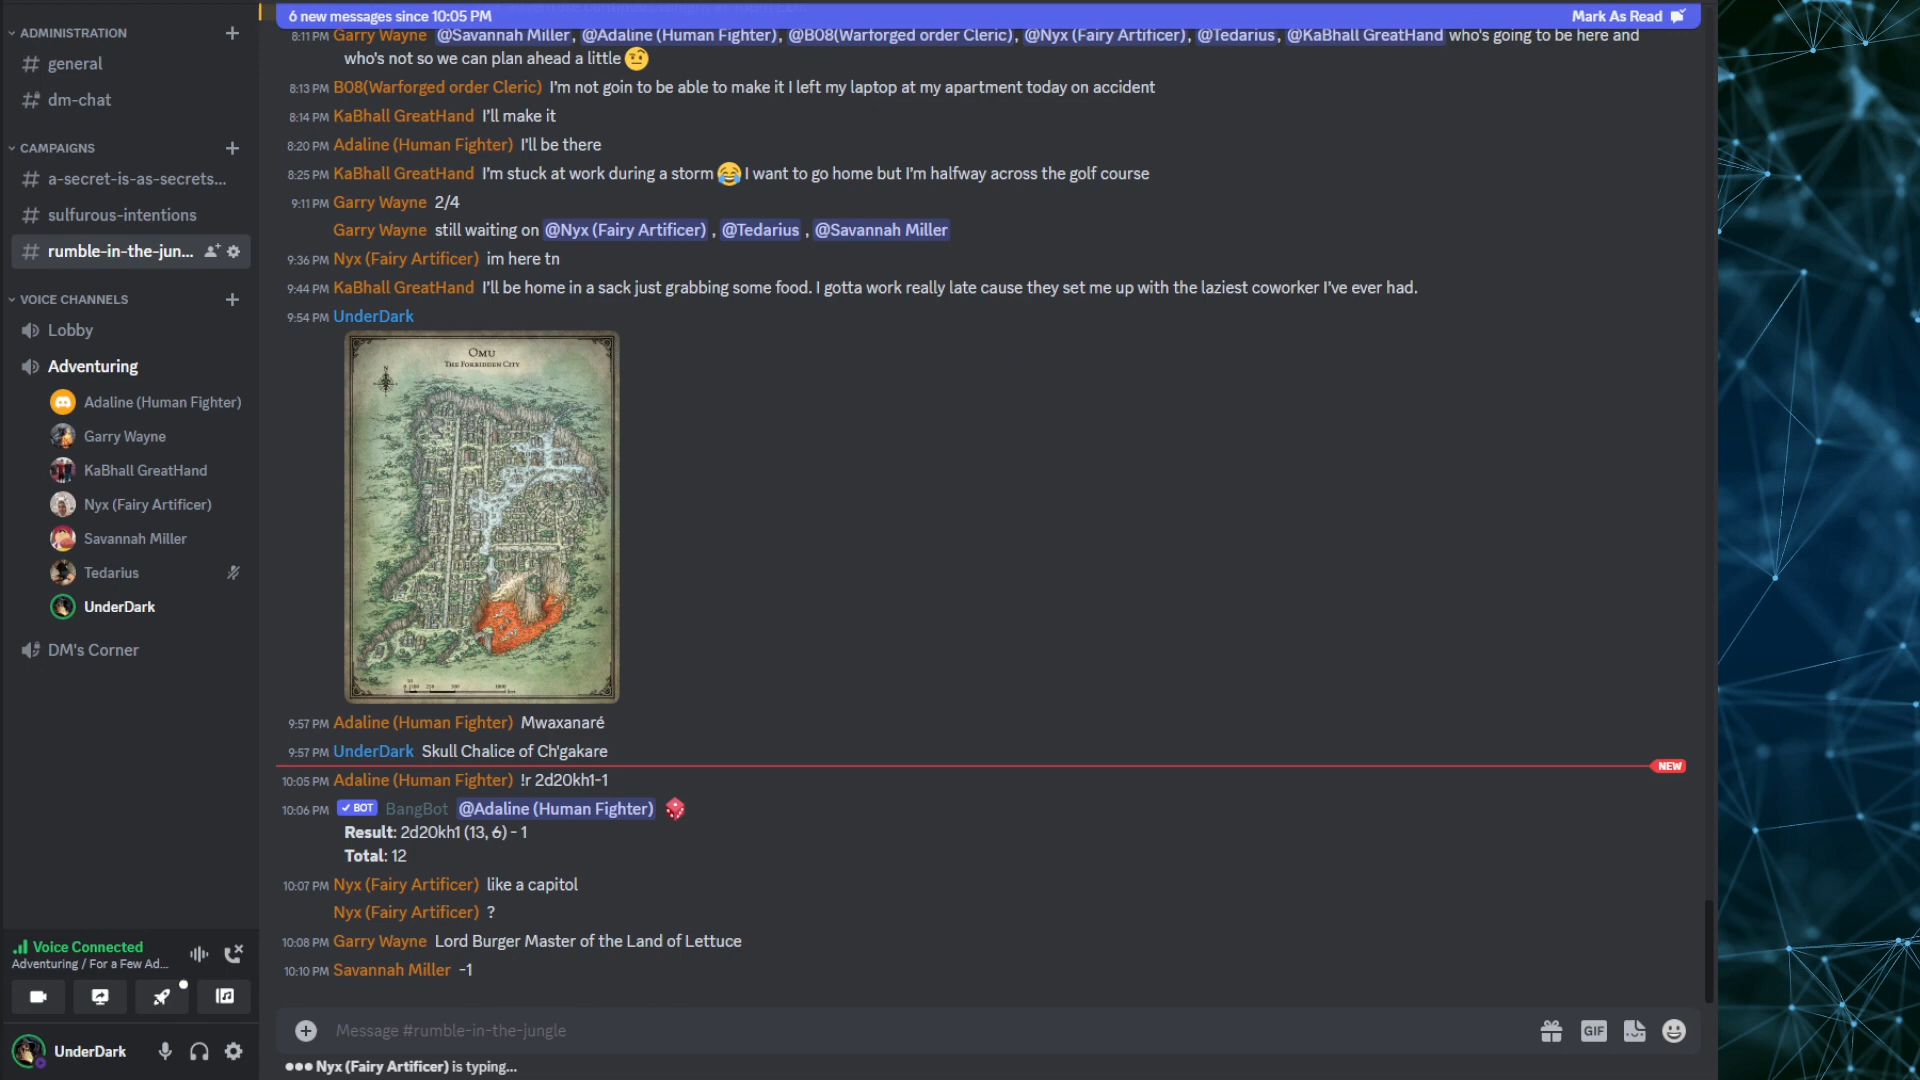 ADMINISTRATION
general
dm-chat
CAMPAIGNS
a-secret-is-as-secrets...
sulfurous-intentions
rumble-in-the-jun...
VOICE CHANNELS
Lobby
Adventuring
Adaline (Human Fighter)
Garry Wayne
KaBhall GreatHand
Nyx (Fairy Artificer)
Savannah Miller
Tedarius
UnderDark
DM's Corner
Voice Connected
Adventuring / For a Few Ad...
UnderDark
6 new messages since 10:05 PM Mark As Read
8:11 PM Garry Wayne @Savannah Miller, @Adaline (Human Fighter), @B08(Warforged order Cleric), @Nyx (Fairy Artificer), @Tedarius, @KaBhall GreatHand who's going to be here and
who's not so we can plan ahead a little 🤨
8:13 PM B08(Warforged order Cleric) I'm not goin to be able to make it I left my laptop at my apartment today on accident
8:14 PM KaBhall GreatHand I'll make it
8:20 PM Adaline (Human Fighter) I'll be there
8:25 PM KaBhall GreatHand I'm stuck at work during a storm 😂 I want to go home but I'm halfway across the golf course
9:11 PM Garry Wayne 2/4
Garry Wayne still waiting on @Nyx (Fairy Artificer) , @Tedarius , @Savannah Miller
9:36 PM Nyx (Fairy Artificer) im here tn
9:44 PM KaBhall GreatHand I'll be home in a sack just grabbing some food. I gotta work really late cause they set me up with the laziest coworker I've ever had.
9:54 PM UnderDark
OMU
THE FORBIDDEN CITY
N
9:57 PM Adaline (Human Fighter) Mwaxanaré
9:57 PM UnderDark Skull Chalice of Ch'gakare
NEW
10:05 PM Adaline (Human Fighter) !r 2d20kh1-1
10:06 PM BOT BangBot @Adaline (Human Fighter) 🎲
Result: 2d20kh1 (13, 6) - 1
Total: 12
10:07 PM Nyx (Fairy Artificer) like a capitol
Nyx (Fairy Artificer) ?
10:08 PM Garry Wayne Lord Burger Master of the Land of Lettuce
10:10 PM Savannah Miller -1
Message #rumble-in-the-jungle
GIF
Nyx (Fairy Artificer) is typing...